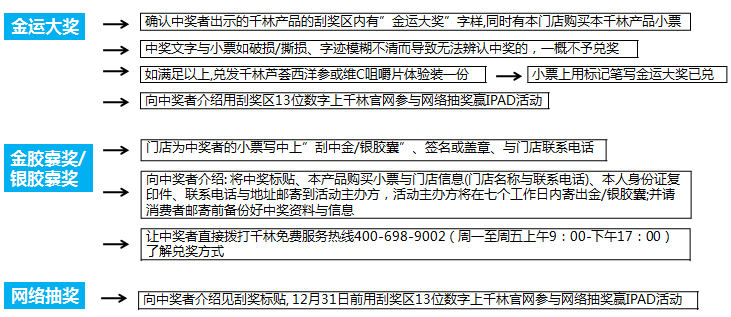 金运大奖
确认中奖者出示的千林产品的刮奖区内有“金运大奖”字样,同时有本门店购买本千林产品小票
中奖文字与小票如破损/撕损、字迹模糊不清而导致无法辨认中奖的，一概不予兑奖
如满足以上,兑发千林芦荟西洋参或维C咀嚼片体验装一份
小票上用标记笔写金运大奖已兑
向中奖者介绍用刮奖区13位数字上千林官网参与网络抽奖赢IPAD活动
金胶囊奖/
银胶囊奖
门店为中奖者的小票写中上”刮中金/银胶囊”、签名或盖章、与门店联系电话
向中奖者介绍: 将中奖标贴、本产品购买小票与门店信息(门店名称与联系电话)、本人身份证复
印件、联系电话与地址邮寄到活动主办方，活动主办方将在七个工作日内寄出金/银胶囊;并请
消费者邮寄前备份好中奖资料与信息
让中奖者直接拨打千林免费服务热线400-698-9002（周一至周五上午9：00-下午17：00）
了解兑奖方式
网络抽奖
向中奖者介绍见刮奖标贴, 12月31日前用刮奖区13位数字上千林官网参与网络抽奖赢IPAD活动